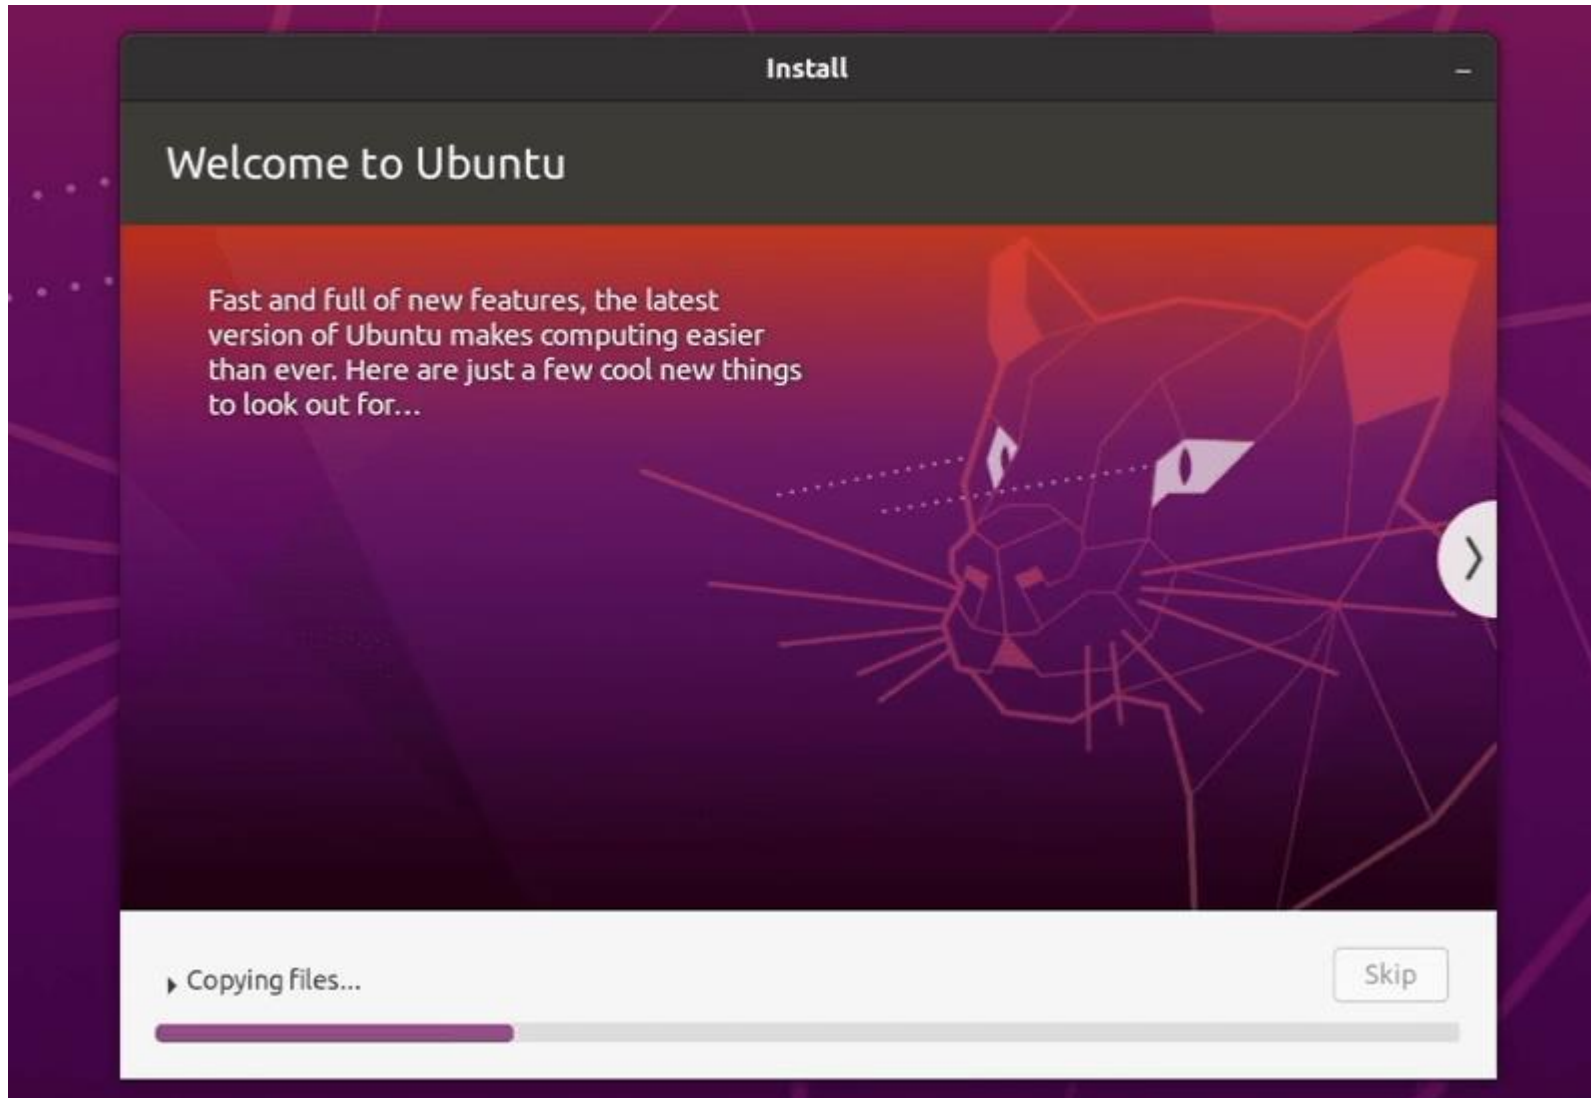 Install
Welcome to Ubuntu
Fast and full of new features, the latest
version of Ubuntu makes computing easier
than ever. Here are just a few cool new things
to look out for...
Copying files...
Skip